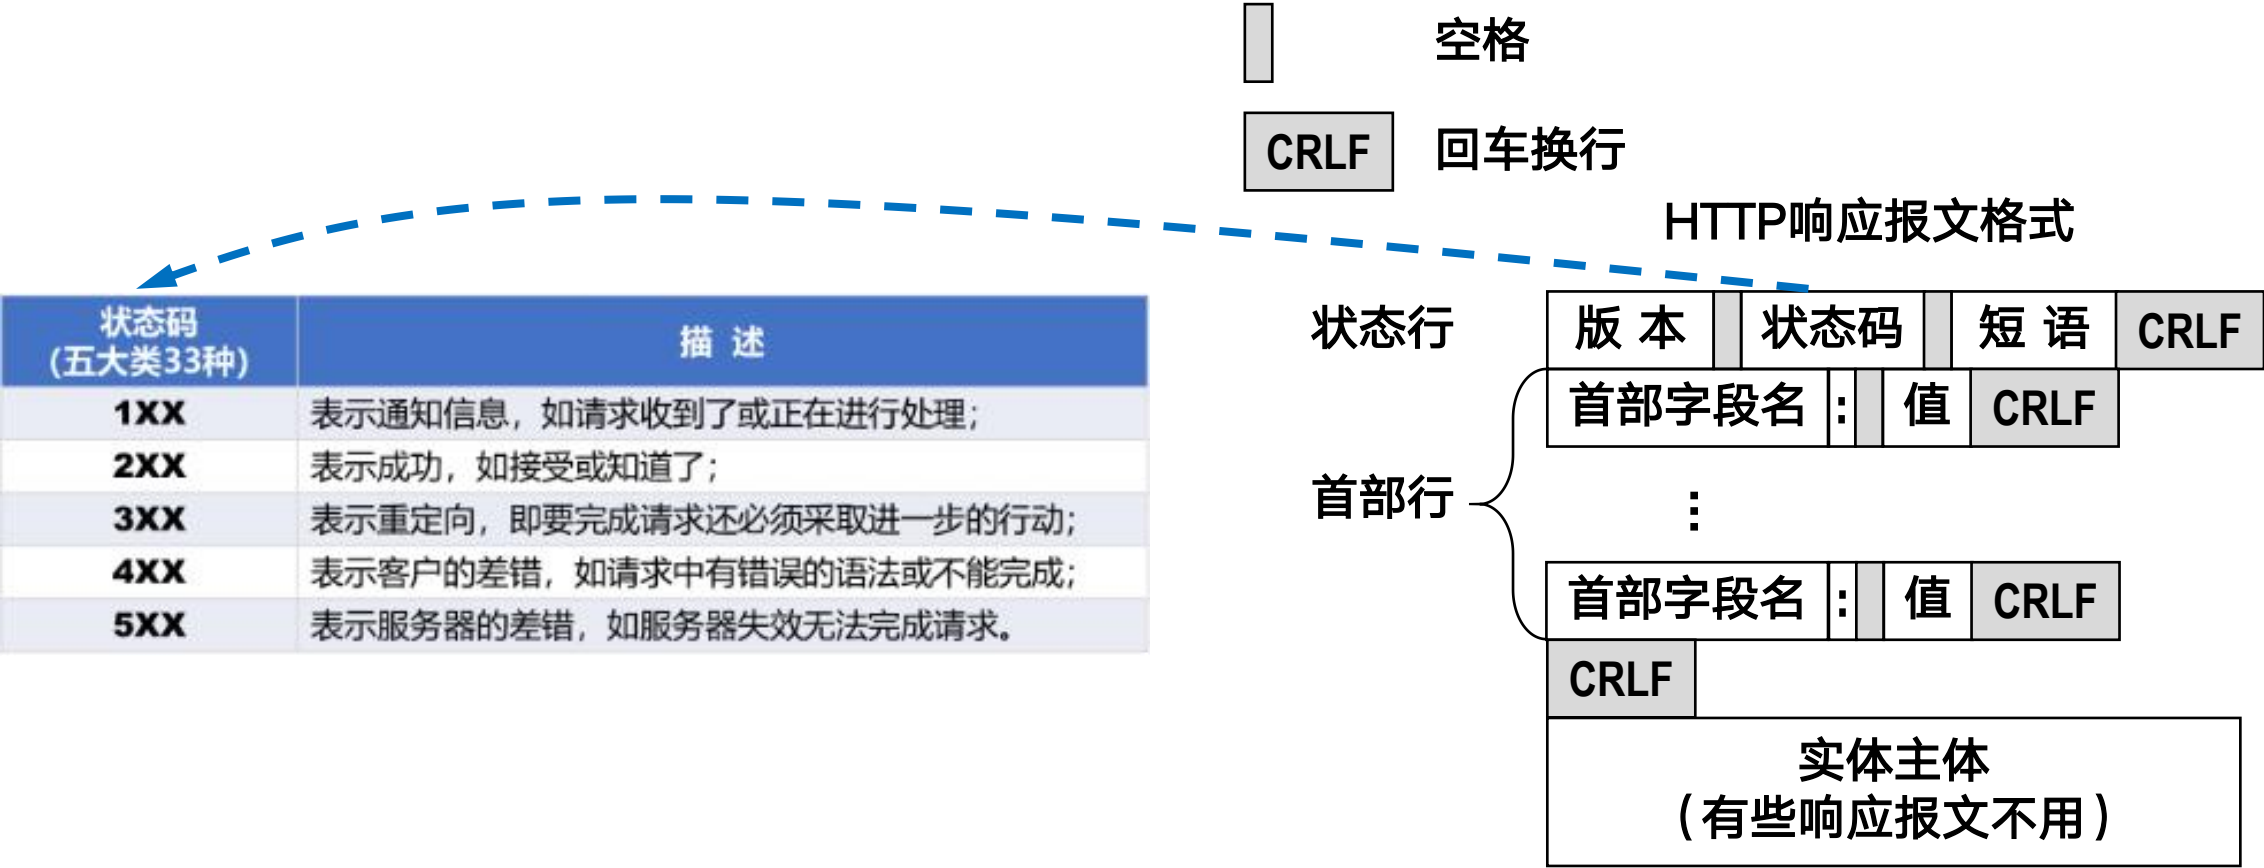 空格
CRLF 回车换行
HTTP响应报文格式
状态码
(五大类33种)
描 述
1XX 表示通知信息，如请求收到了或正在进行处理；
2XX 表示成功，如接受或知道了；
3XX 表示重定向，即要完成请求还必须采取进一步的行动；
4XX 表示客户的差错，如请求中有错误的语法或不能完成；
5XX 表示服务器的差错，如服务器失效无法完成请求。
状态行 版 本 状态码 短 语 CRLF
首部字段名 : 值 CRLF
首部行 ⋮
首部字段名 : 值 CRLF
CRLF
实体主体
(有些响应报文不用)